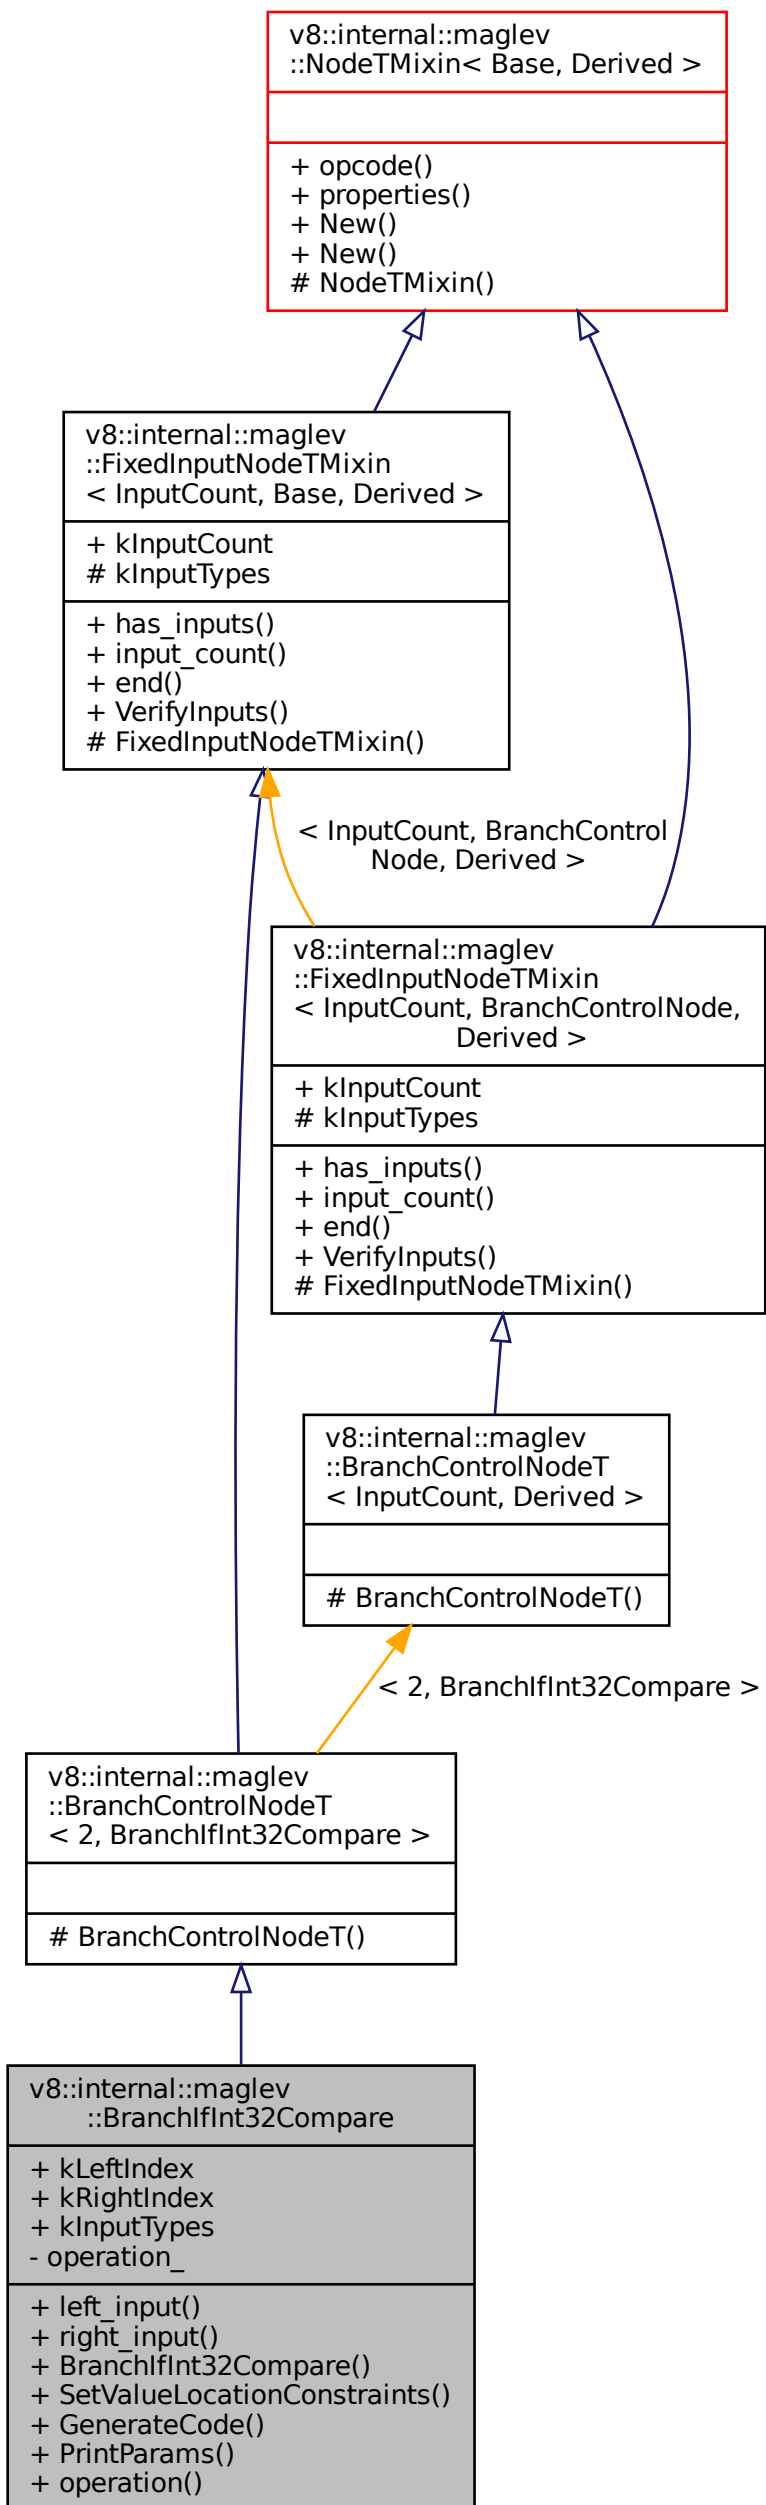 v8::internal::maglev
::NodeTMixin< Base, Derived >
+ opcode()
+ properties()
+ New()
+ New()
# NodeTMixin()
v8::internal::maglev
::FixedInputNodeTMixin
< InputCount, Base, Derived >
+ kInputCount
# kInputTypes
+ has_inputs()
+ input_count()
+ end()
+ VerifyInputs()
# FixedInputNodeTMixin()
< InputCount, BranchControl
Node, Derived >
v8::internal::maglev
::FixedInputNodeTMixin
< InputCount, BranchControlNode,
Derived >
+ kInputCount
# kInputTypes
+ has_inputs()
+ input_count()
+ end()
+ VerifyInputs()
# FixedInputNodeTMixin()
v8::internal::maglev
::BranchControlNodeT
< InputCount, Derived >
# BranchControlNodeT()
< 2, BranchIfInt32Compare >
v8::internal::maglev
::BranchControlNodeT
< 2, BranchIfInt32Compare >
# BranchControlNodeT()
v8::internal::maglev
::BranchIfInt32Compare
+ kLeftIndex
+ kRightIndex
+ kInputTypes
- operation_
+ left_input()
+ right_input()
+ BranchIfInt32Compare()
+ SetValueLocationConstraints()
+ GenerateCode()
+ PrintParams()
+ operation()